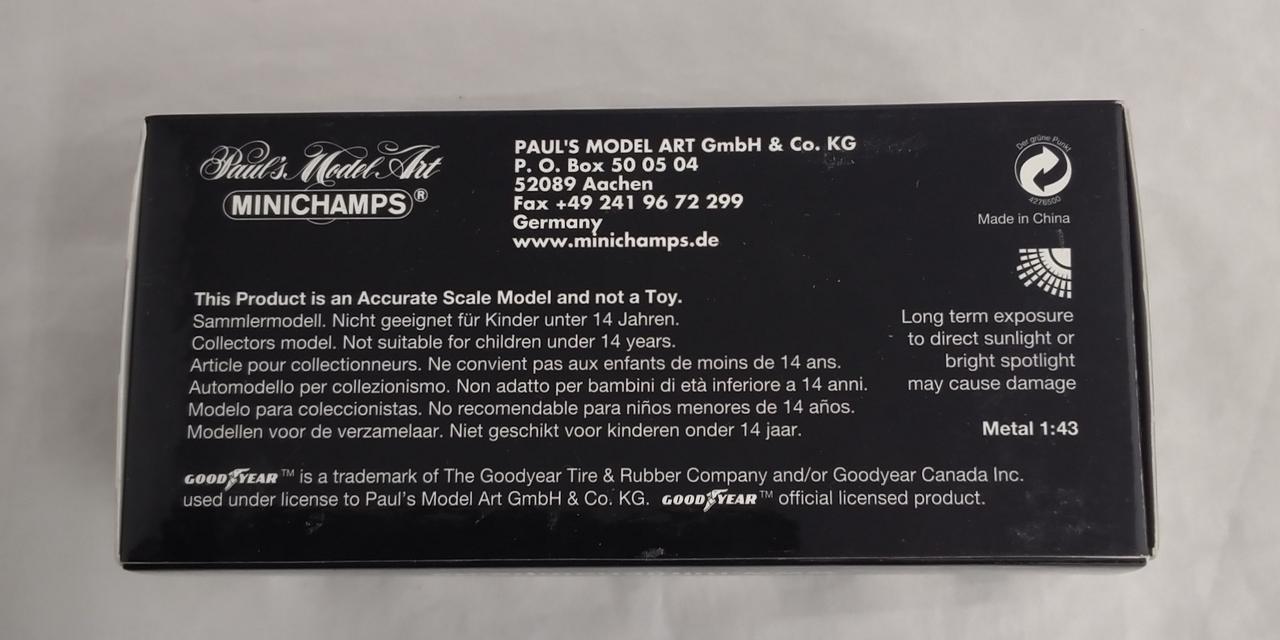 Paul's Model Art
MINICHAMPS®
PAUL'S MODEL ART GmbH & Co. KG
P. O. Box 50 05 04
52089 Aachen
Fax +49 241 96 72 299
Germany
www.minichamps.de
Der grüne Punkt
4276500
Made in China
This Product is an Accurate Scale Model and not a Toy.
Sammlermodell. Nicht geeignet für Kinder unter 14 Jahren.
Collectors model. Not suitable for children under 14 years.
Article pour collectionneurs. Ne convient pas aux enfants de moins de 14 ans.
Automodello per collezionismo. Non adatto per bambini di età inferiore a 14 anni.
Modelo para coleccionistas. No recomendable para niños menores de 14 años.
Modellen voor de verzamelaar. Niet geschikt voor kinderen onder 14 jaar.
Long term exposure
to direct sunlight or
bright spotlight
may cause damage
Metal 1:43
GOODYEAR™ is a trademark of The Goodyear Tire & Rubber Company and/or Goodyear Canada Inc.
used under license to Paul's Model Art GmbH & Co. KG. GOODYEAR™ official licensed product.